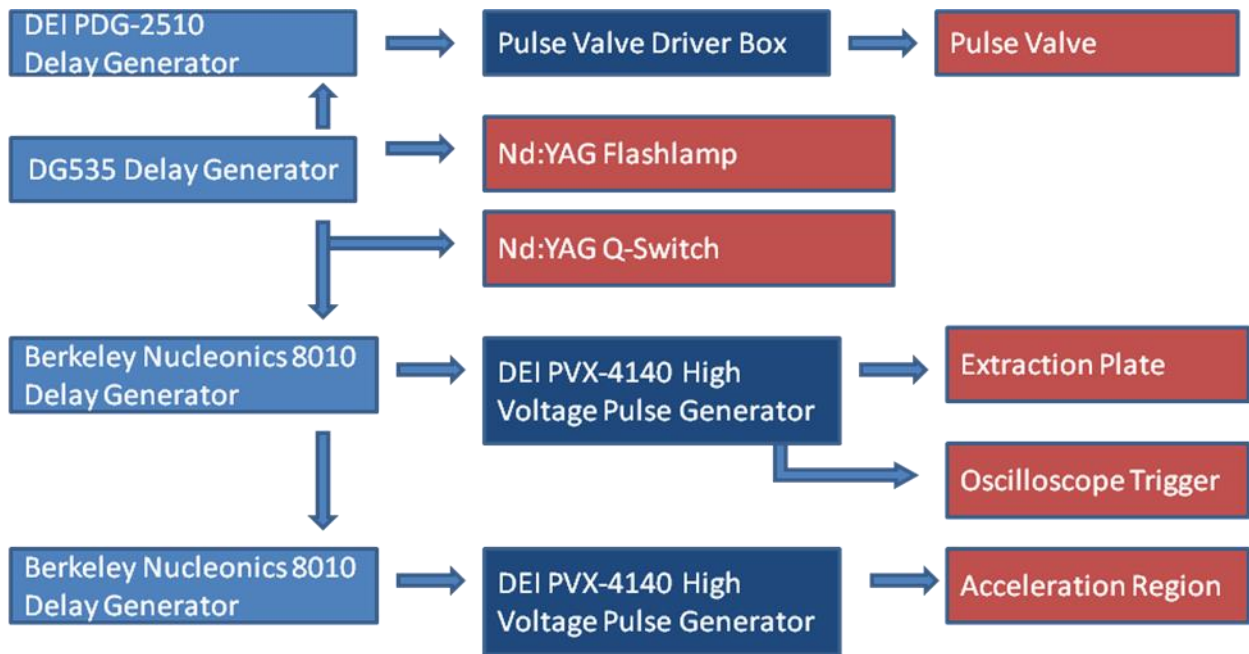 DEI PDG-2510
Delay Generator
Pulse Valve Driver Box
Pulse Valve
DG535 Delay Generator
Nd:YAG Flashlamp
Nd:YAG Q-Switch
Berkeley Nucleonics 8010
Delay Generator
DEI PVX-4140 High
Voltage Pulse Generator
Extraction Plate
Oscilloscope Trigger
Berkeley Nucleonics 8010
Delay Generator
DEI PVX-4140 High
Voltage Pulse Generator
Acceleration Region